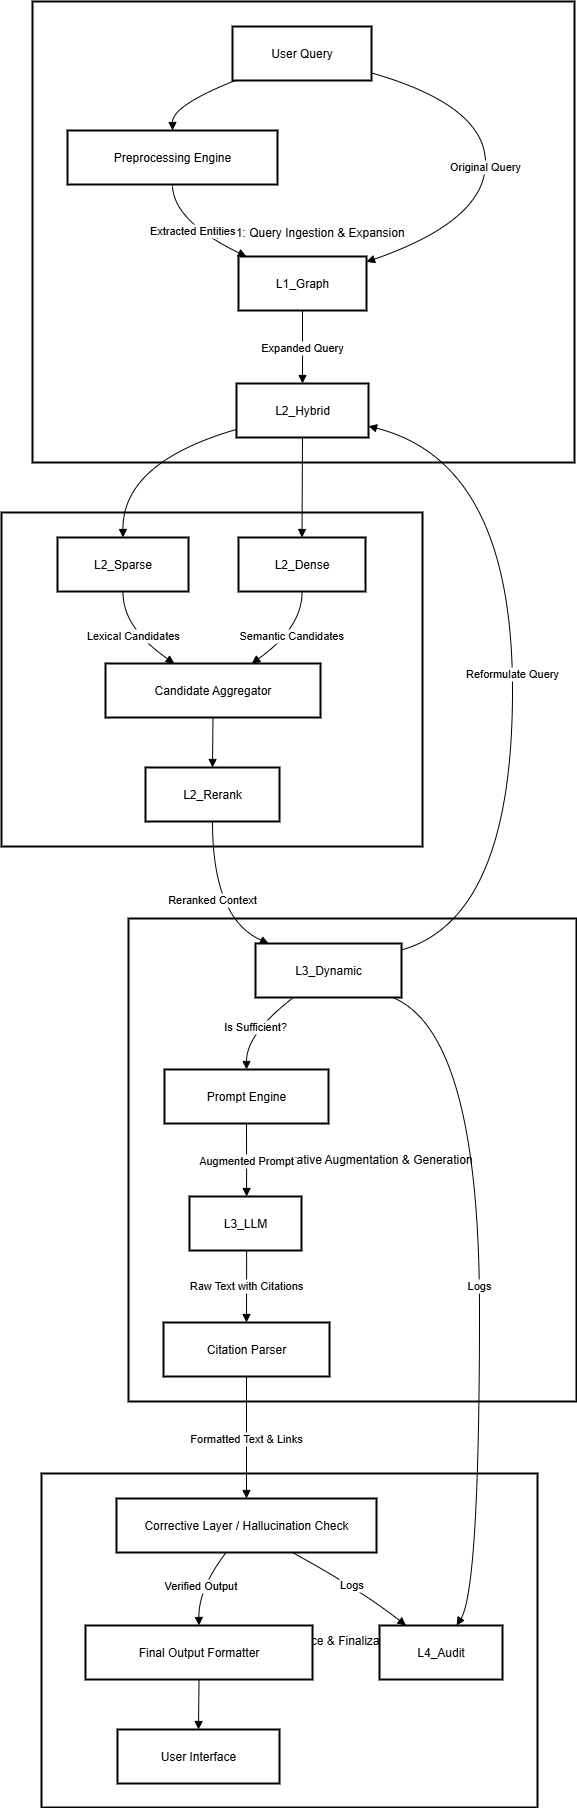 User Query
Preprocessing Engine
Original Query
Extracted Entities 1: Query Ingestion & Expansion
L1_Graph
Expanded Query
L2_Hybrid
L2_Sparse
L2_Dense
Lexical Candidates
Semantic Candidates
Reformulate Query
Candidate Aggregator
L2_Rerank
Reranked Context
L3_Dynamic
Is Sufficient?
Prompt Engine
Augmented Prompt ative Augmentation & Generation
L3_LLM
Raw Text with Citations
Logs
Citation Parser
Formatted Text & Links
Corrective Layer / Hallucination Check
Verified Output
Logs
Final Output Formatter
ce & Finaliza
L4_Audit
User Interface